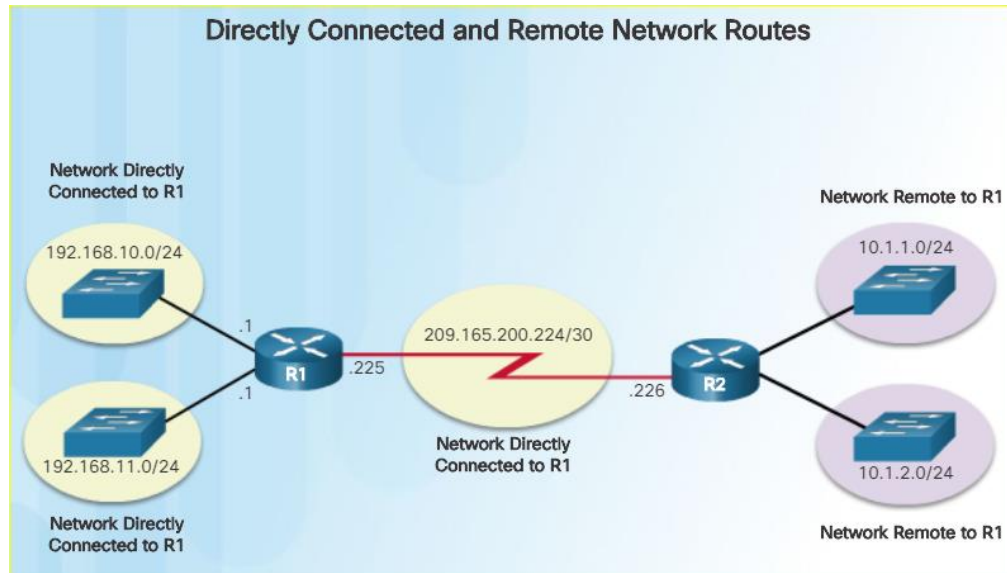 Directly Connected and Remote Network Routes
Network Directly
Connected to R1
192.168.10.0/24
.1
R1
.1
192.168.11.0/24
Network Directly
Connected to R1
.225
209.165.200.224/30
.226
Network Directly
Connected to R1
R2
Network Remote to R1
10.1.1.0/24
10.1.2.0/24
Network Remote to R1